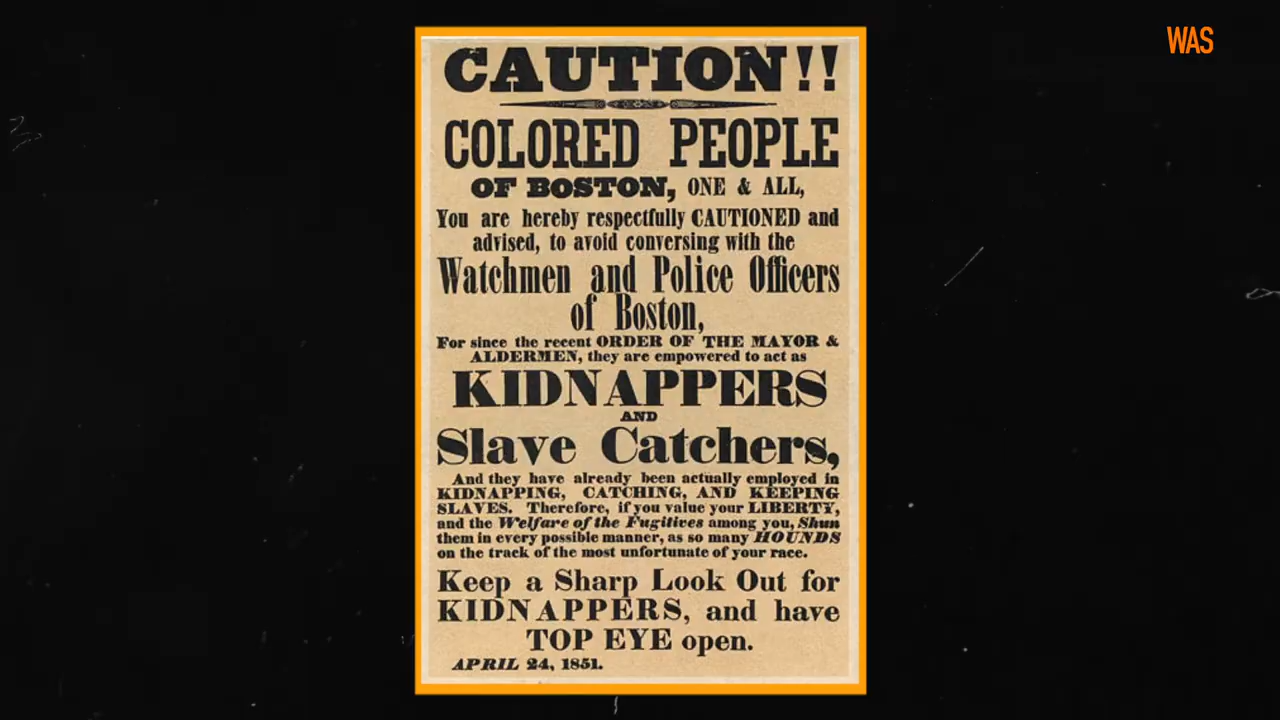 WAS
CAUTION!!
COLORED PEOPLE
OF BOSTON, ONE & ALL,
You are hereby respectfully CAUTIONED and
advised, to avoid conversing with the
Watchmen and Police Officers
of Boston,
For since the recent ORDER OF THE MAYOR &
ALDERMEN, they are empowered to act as
KIDNAPPERS
AND
Slave Catchers,
And they have already been actually employed in
KIDNAPPING, CATCHING, AND KEEPING
SLAVES. Therefore, if you value your LIBERTY,
and the Welfare of the Fugitives among you, Shun
them in every possible manner, as so many HOUNDS
on the track of the most unfortunate of your race.
Keep a Sharp Look Out for
KIDNAPPERS, and have
TOP EYE open.
APRIL 24, 1851.